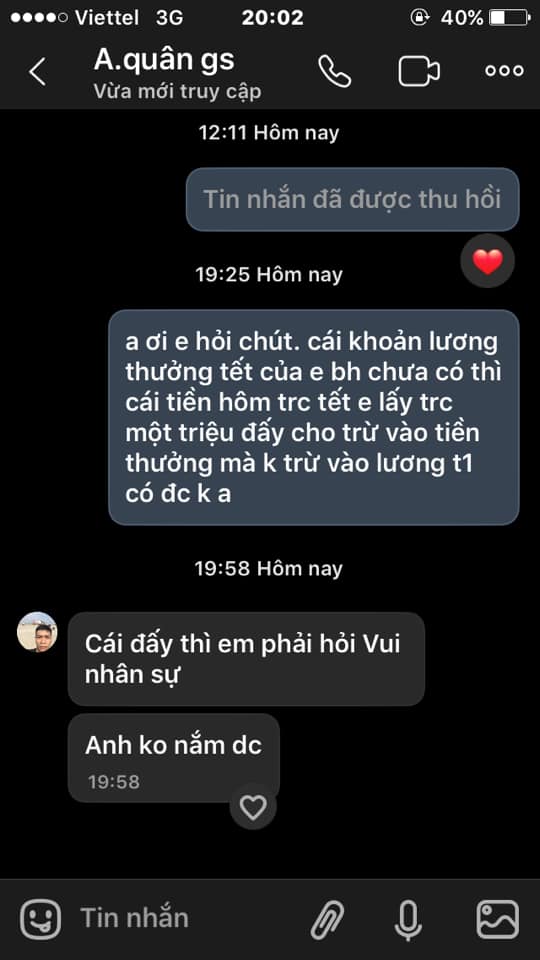 Viettel 3G 20:02 40%
A.quân gs
Vừa mới truy cập
12:11 Hôm nay
Tin nhắn đã được thu hồi
19:25 Hôm nay
a ơi e hỏi chút. cái khoản lương
thưởng tết của e bh chưa có thì
cái tiền hôm trc tết e lấy trc
một triệu đấy cho trừ vào tiền
thưởng mà k trừ vào lương t1
có đc k a
19:58 Hôm nay
Cái đấy thì em phải hỏi Vui
nhân sự
Anh ko nắm dc
19:58
Tin nhắn